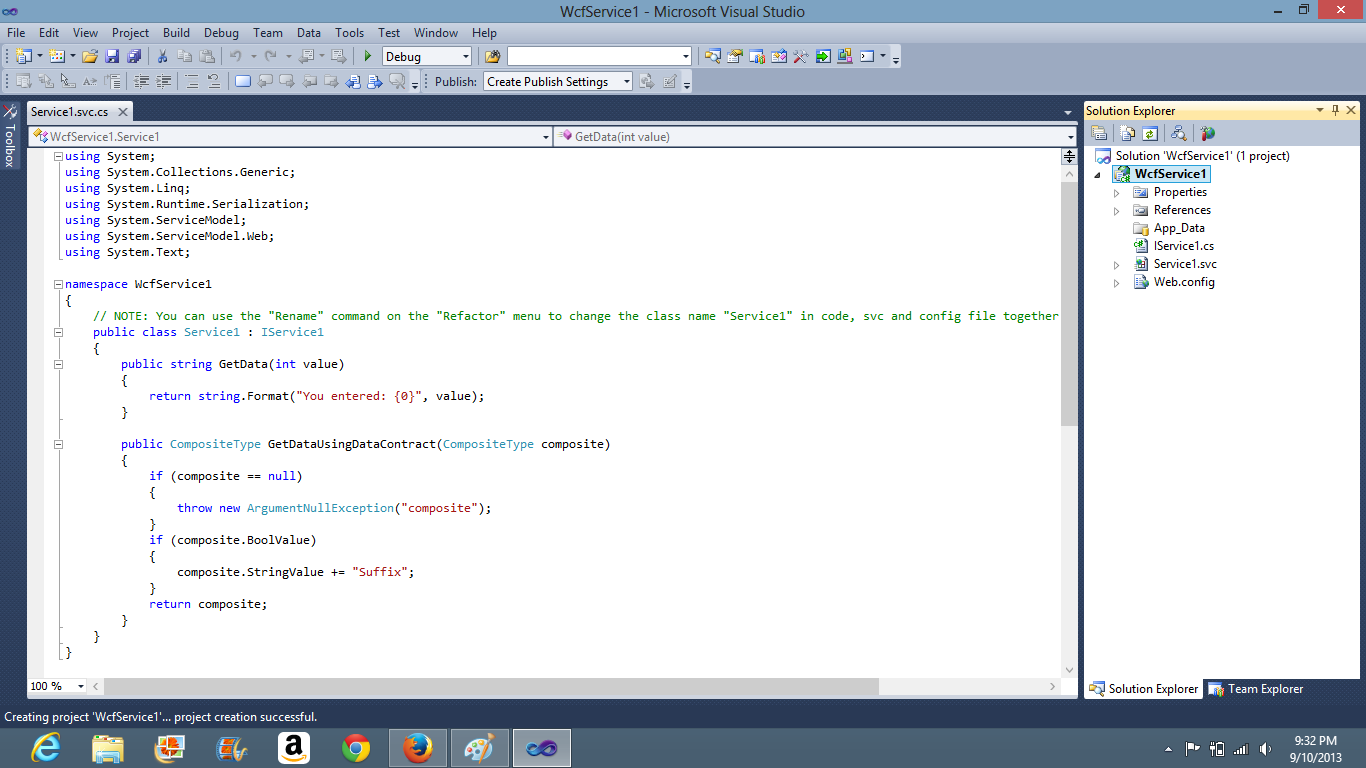 WcfService1 - Microsoft Visual Studio
File Edit View Project Build Debug Team Data Tools Test Window Help
Debug
Publish: Create Publish Settings
Toolbox
Service1.svc.cs
WcfService1.Service1
GetData(int value)
using System;
using System.Collections.Generic;
using System.Linq;
using System.Runtime.Serialization;
using System.ServiceModel;
using System.ServiceModel.Web;
using System.Text;
namespace WcfService1
{
// NOTE: You can use the "Rename" command on the "Refactor" menu to change the class name "Service1" in code, svc and config file together
public class Service1 : IService1
{
public string GetData(int value)
{
return string.Format("You entered: {0}", value);
}
public CompositeType GetDataUsingDataContract(CompositeType composite)
{
if (composite == null)
{
throw new ArgumentNullException("composite");
}
if (composite.BoolValue)
{
composite.StringValue += "Suffix";
}
return composite;
}
}
}
100 %
Solution Explorer
Solution 'WcfService1' (1 project)
WcfService1
Properties
References
App_Data
IService1.cs
Service1.svc
Web.config
Solution Explorer
Team Explorer
Creating project 'WcfService1'... project creation successful.
a
9:32 PM
9/10/2013